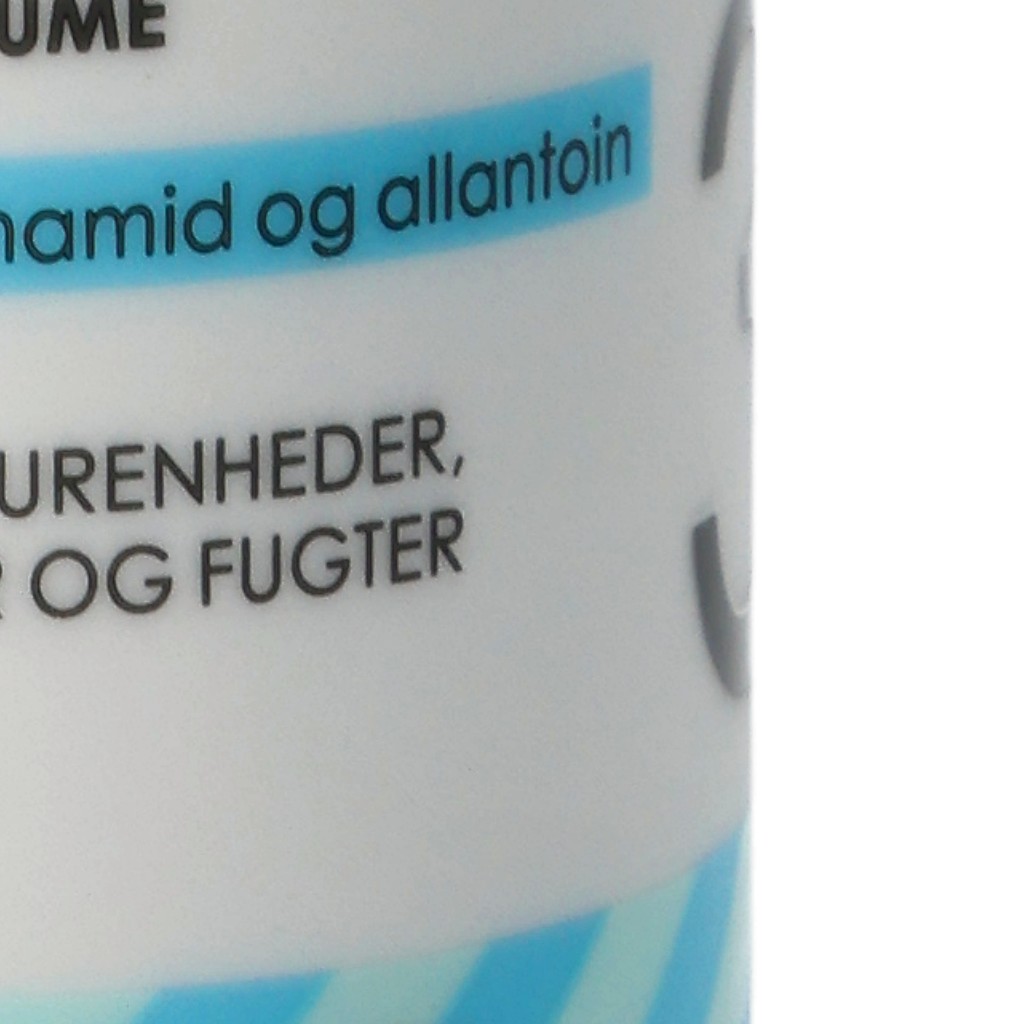 UME
namid og allantoin
URENHEDER,
R OG FUGTER